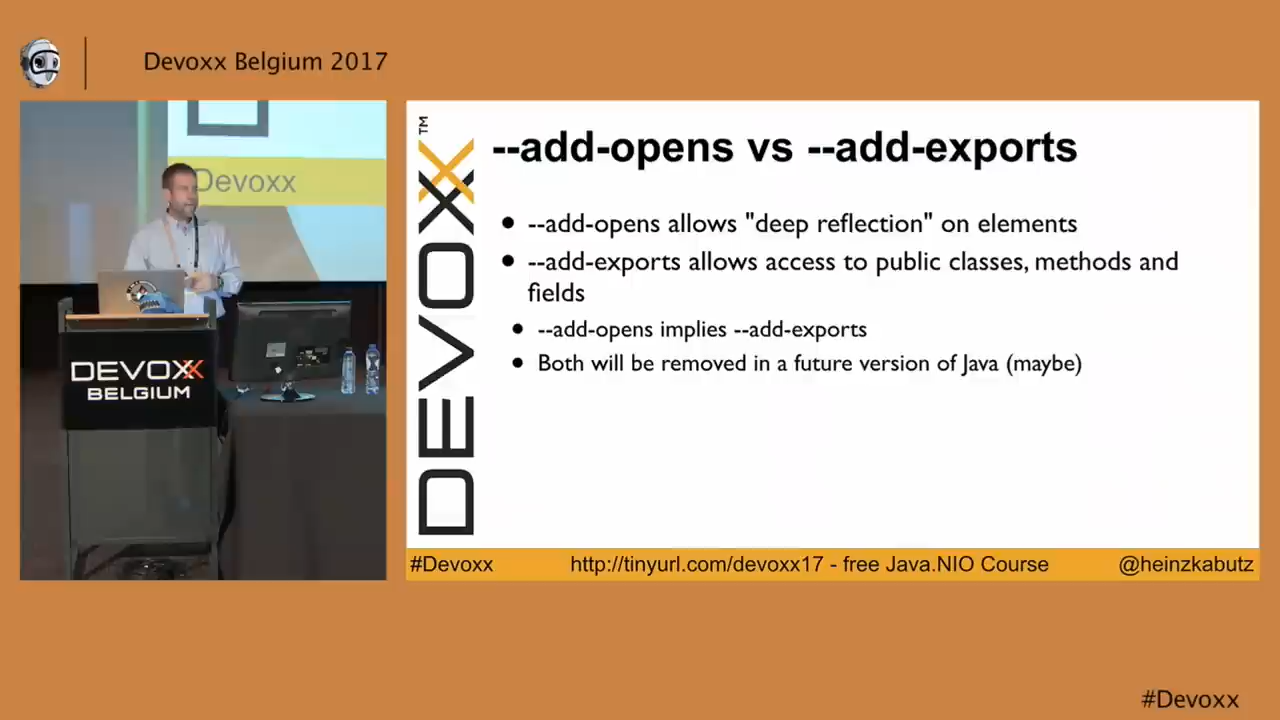 Devoxx Belgium 2017
Devoxx
DEVOXX
BELGIUM
DEVOXX™
--add-opens vs --add-exports
● --add-opens allows "deep reflection" on elements
● --add-exports allows access to public classes, methods and
fields
● --add-opens implies --add-exports
● Both will be removed in a future version of Java (maybe)
#Devoxx http://tinyurl.com/devoxx17 - free Java.NIO Course @heinzkabutz
#Devoxx